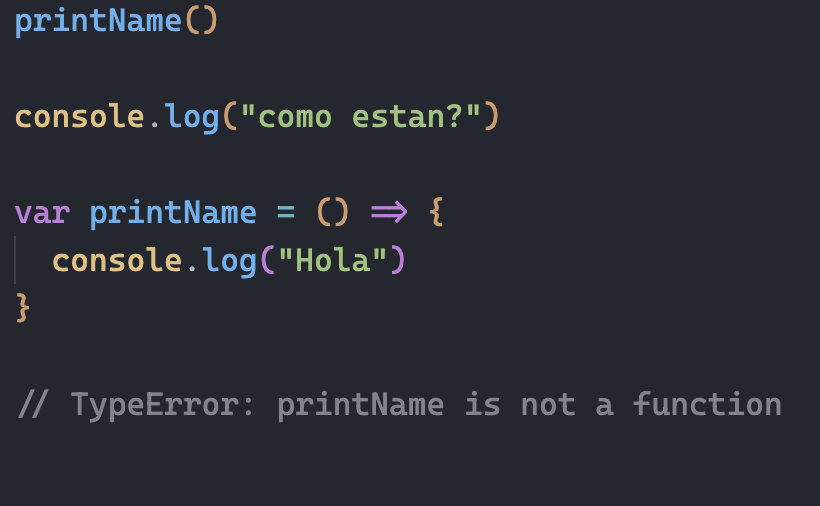 printName()
console.log("como estan?")
var printName = () => {
console.log("Hola")
}
// TypeError: printName is not a function